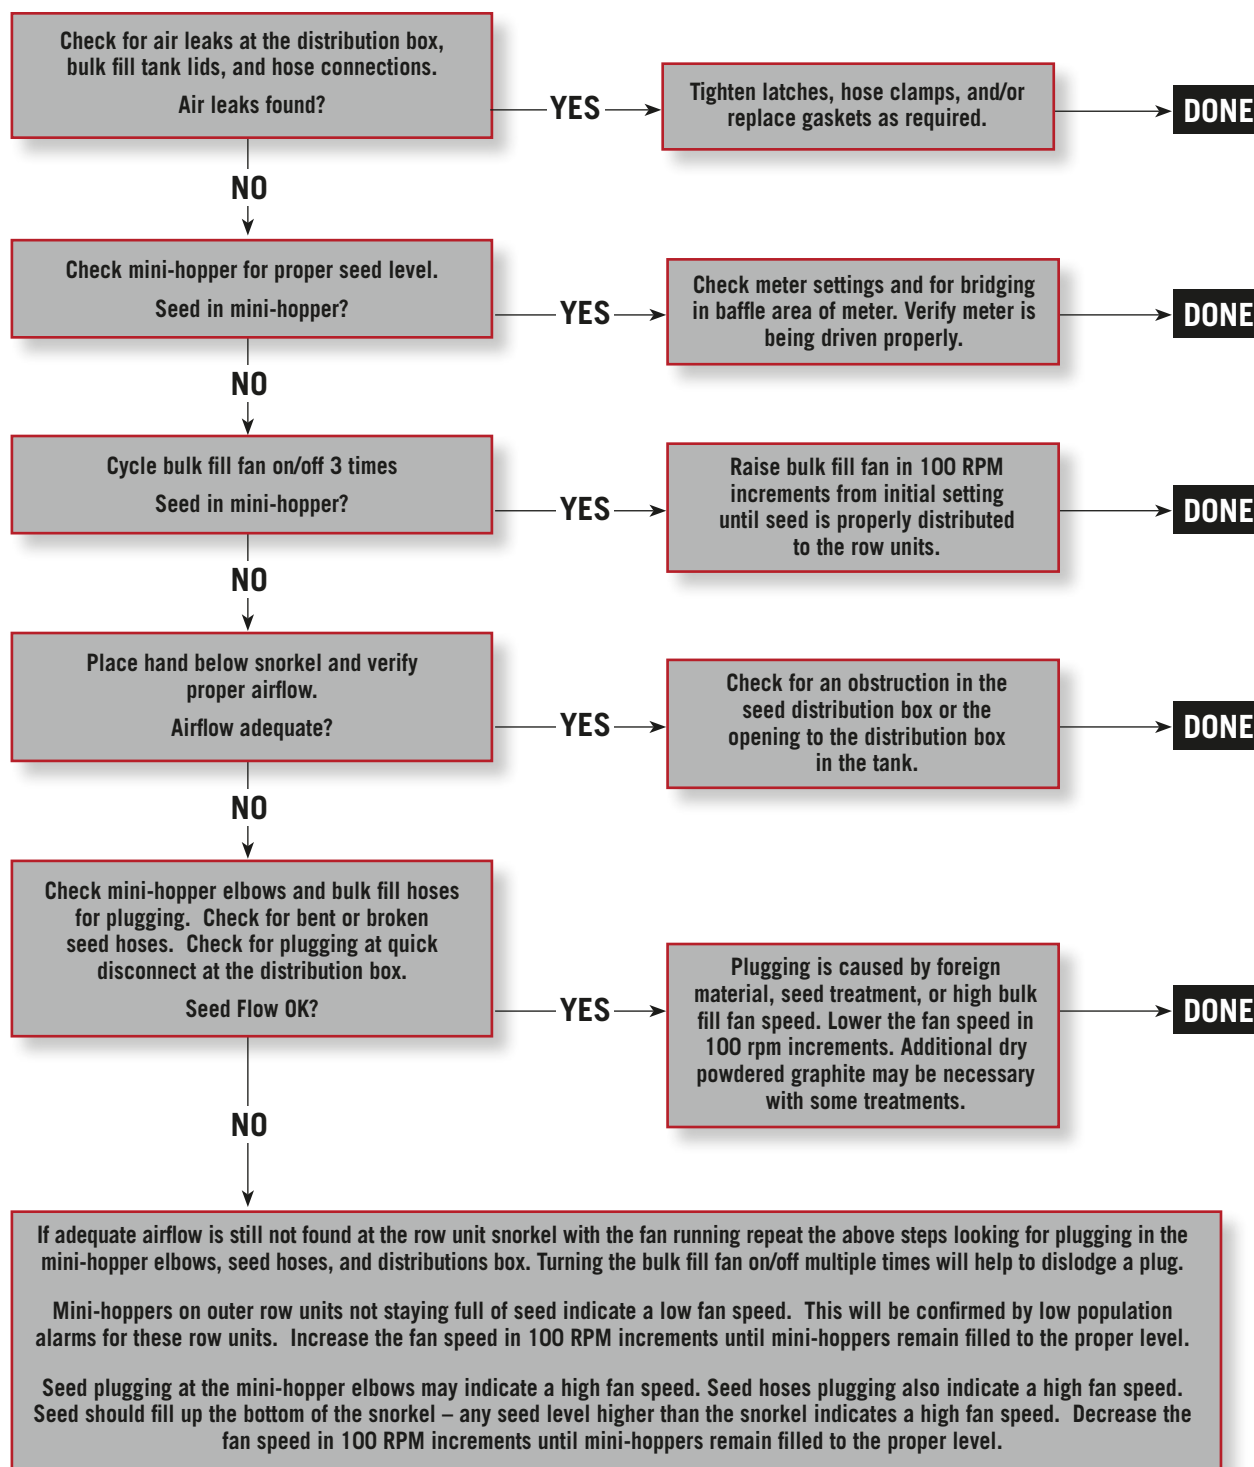 Check for air leaks at the distribution box,
bulk fill tank lids, and hose connections.
Air leaks found?
YES
Tighten latches, hose clamps, and/or
replace gaskets as required.
DONE
NO
Check mini-hopper for proper seed level.
Seed in mini-hopper?
YES
Check meter settings and for bridging
in baffle area of meter. Verify meter is
being driven properly.
DONE
NO
Cycle bulk fill fan on/off 3 times
Seed in mini-hopper?
YES
Raise bulk fill fan in 100 RPM
increments from initial setting
until seed is properly distributed
to the row units.
DONE
NO
Place hand below snorkel and verify
proper airflow.
Airflow adequate?
YES
Check for an obstruction in the
seed distribution box or the
opening to the distribution box
in the tank.
DONE
NO
Check mini-hopper elbows and bulk fill hoses
for plugging.  Check for bent or broken
seed hoses.  Check for plugging at quick
disconnect at the distribution box.
Seed Flow OK?
YES
Plugging is caused by foreign
material, seed treatment, or high bulk
fill fan speed. Lower the fan speed in
100 rpm increments. Additional dry
powdered graphite may be necessary
with some treatments.
DONE
NO
If adequate airflow is still not found at the row unit snorkel with the fan running repeat the above steps looking for plugging in the
mini-hopper elbows, seed hoses, and distributions box. Turning the bulk fill fan on/off multiple times will help to dislodge a plug.
Mini-hoppers on outer row units not staying full of seed indicate a low fan speed.  This will be confirmed by low population
alarms for these row units.  Increase the fan speed in 100 RPM increments until mini-hoppers remain filled to the proper level.
Seed plugging at the mini-hopper elbows may indicate a high fan speed. Seed hoses plugging also indicate a high fan speed.
Seed should fill up the bottom of the snorkel – any seed level higher than the snorkel indicates a high fan speed.  Decrease the
fan speed in 100 RPM increments until mini-hoppers remain filled to the proper level.